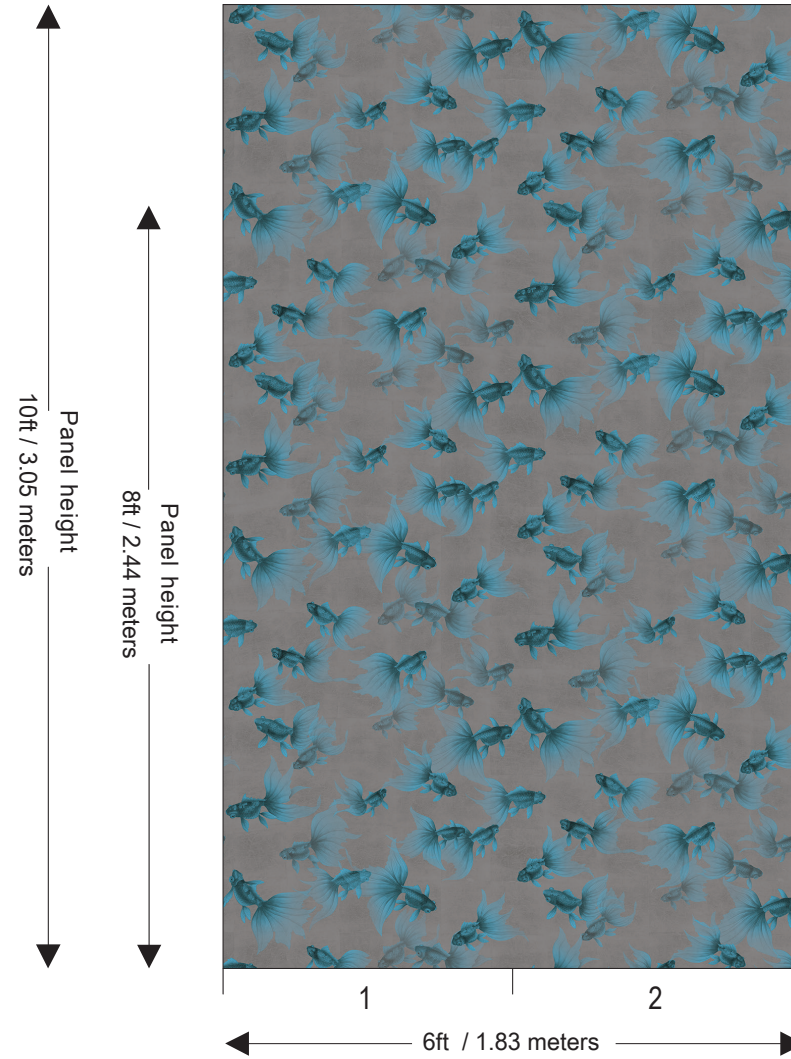 Panel height
10ft / 3.05 meters
Panel height
8ft / 2.44 meters
1
2
6ft / 1.83 meters